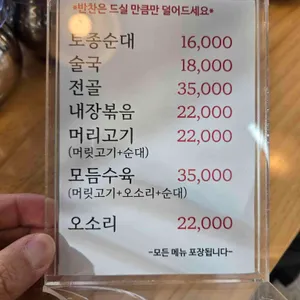 *반찬은 드실 만큼만 덜어드세요*
토종순대 16,000
술국 18,000
전골 35,000
내장볶음 22,000
머리고기 22,000
(머릿고기+순대)
모듬수육 35,000
(머릿고기+오소리+순대)
오소리 22,000
~모든 메뉴 포장됩니다~